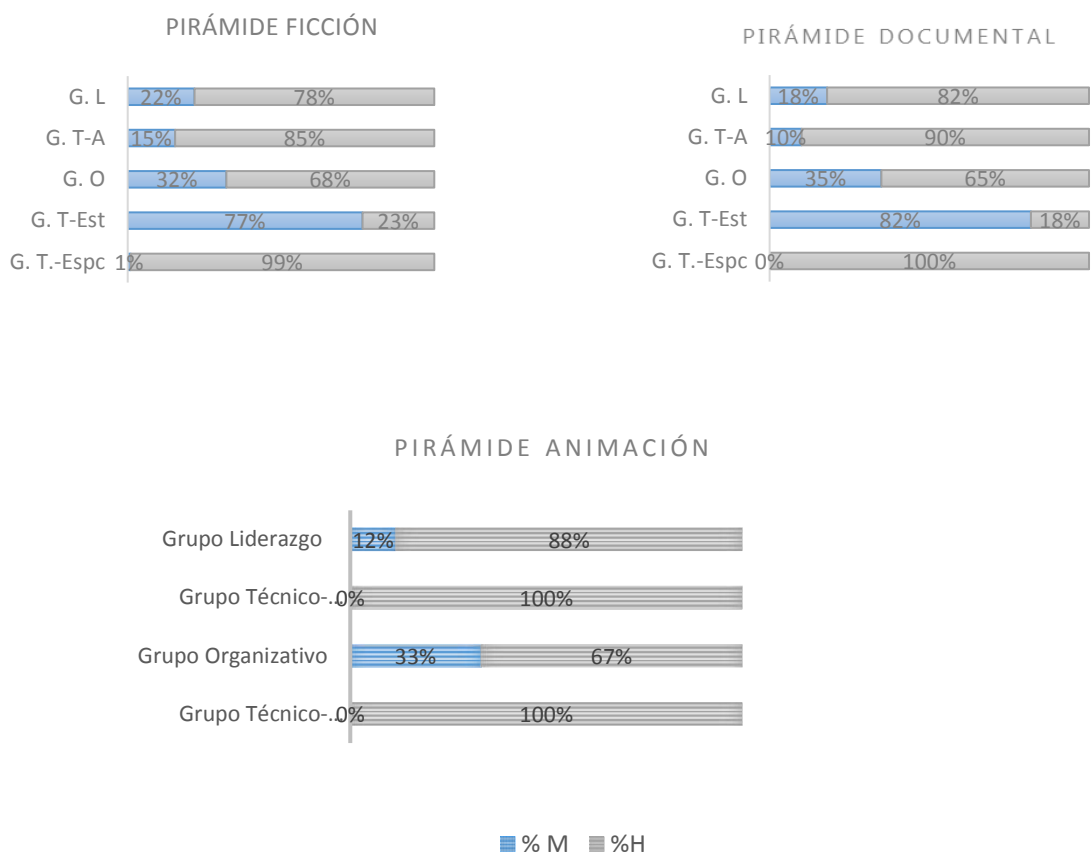 PIRÁMIDE FICCIÓN
G. L 22% 78%
G. T-A 15% 85%
G. O 32% 68%
G. T-Est 77% 23%
G. T.-Espc 1% 99%
PIRÁMIDE DOCUMENTAL
G. L 18% 82%
G. T-A 10% 90%
G. O 35% 65%
G. T-Est 82% 18%
G. T.-Espc 0% 100%
PIRÁMIDE ANIMACIÓN
Grupo Liderazgo 12% 88%
Grupo Técnico-... 0% 100%
Grupo Organizativo 33% 67%
Grupo Técnico-... 0% 100%
% M %H